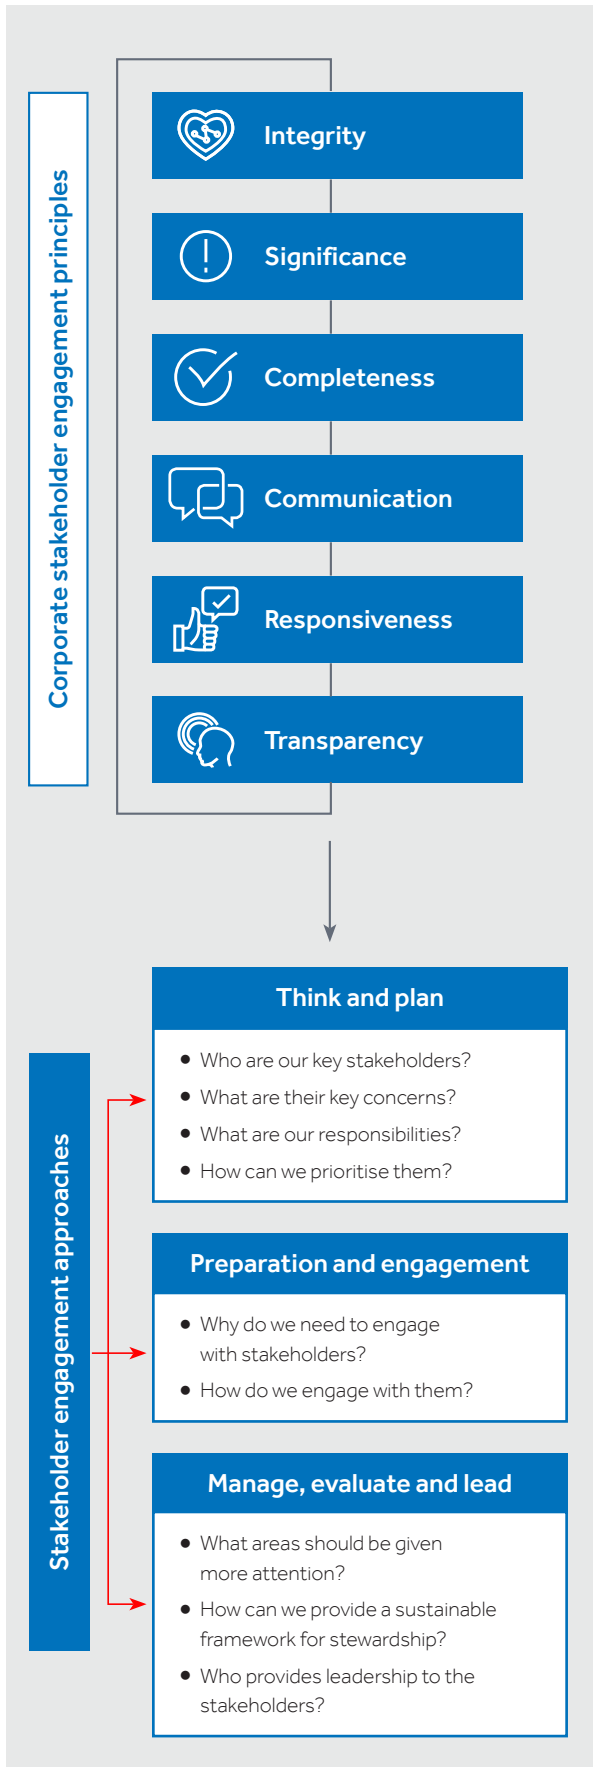 Corporate stakeholder engagement principles
Integrity
Significance
Completeness
Communication
Responsiveness
Transparency
Stakeholder engagement approaches
Think and plan
• Who are our key stakeholders?
• What are their key concerns?
• What are our responsibilities?
• How can we prioritise them?
Preparation and engagement
• Why do we need to engage
with stakeholders?
• How do we engage with them?
Manage, evaluate and lead
• What areas should be given
more attention?
• How can we provide a sustainable
framework for stewardship?
• Who provides leadership to the
stakeholders?